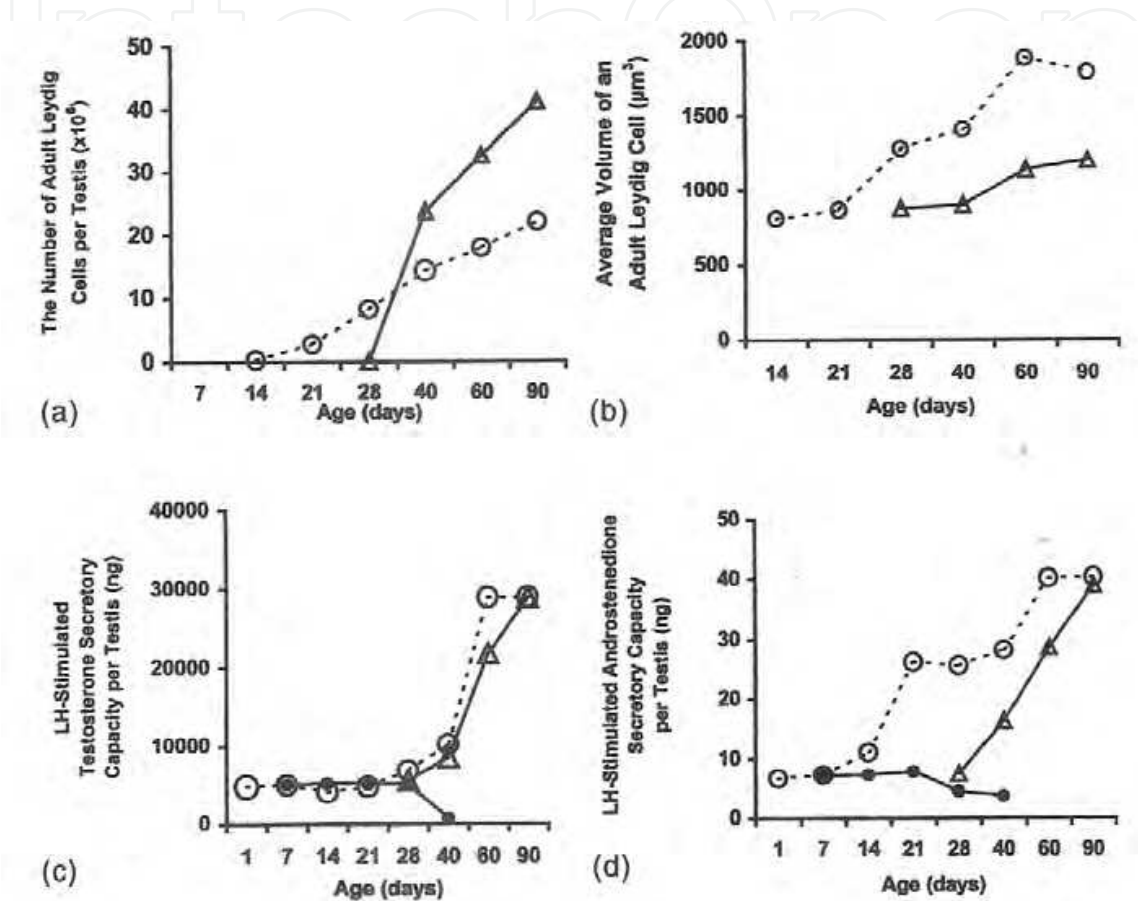 The Number of Adult Leydig
Cells per Testis (x10⁶)
50
40
30
20
10
0
7 14 21 28 40 60 90
Age (days)
(a)
Average Volume of an
Adult Leydig Cell (µm³)
2000
1500
1000
500
0
14 21 28 40 60 90
Age (days)
(b)
LH-Stimulated
Testosterone Secretory
Capacity per Testis (ng)
40000
30000
20000
10000
0
1 7 14 21 28 40 60 90
Age (days)
(c)
LH-Stimulated Androstenedione
Secretory Capacity
per Testis (ng)
50
40
30
20
10
0
1 7 14 21 28 40 60 90
Age (days)
(d)